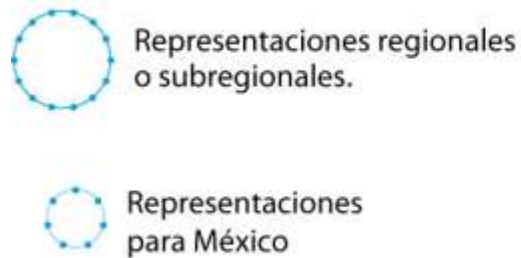 Representaciones regionales
o subregionales.
Representaciones
para México